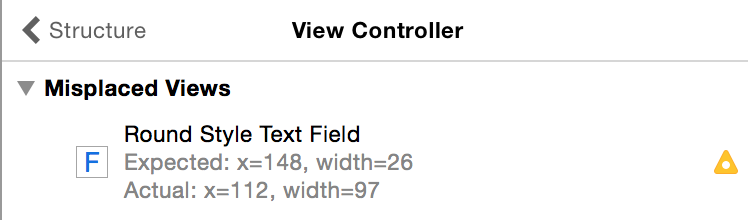 Structure
View Controller
Misplaced Views
F
Round Style Text Field
Expected: x=148, width=26
Actual: x=112, width=97